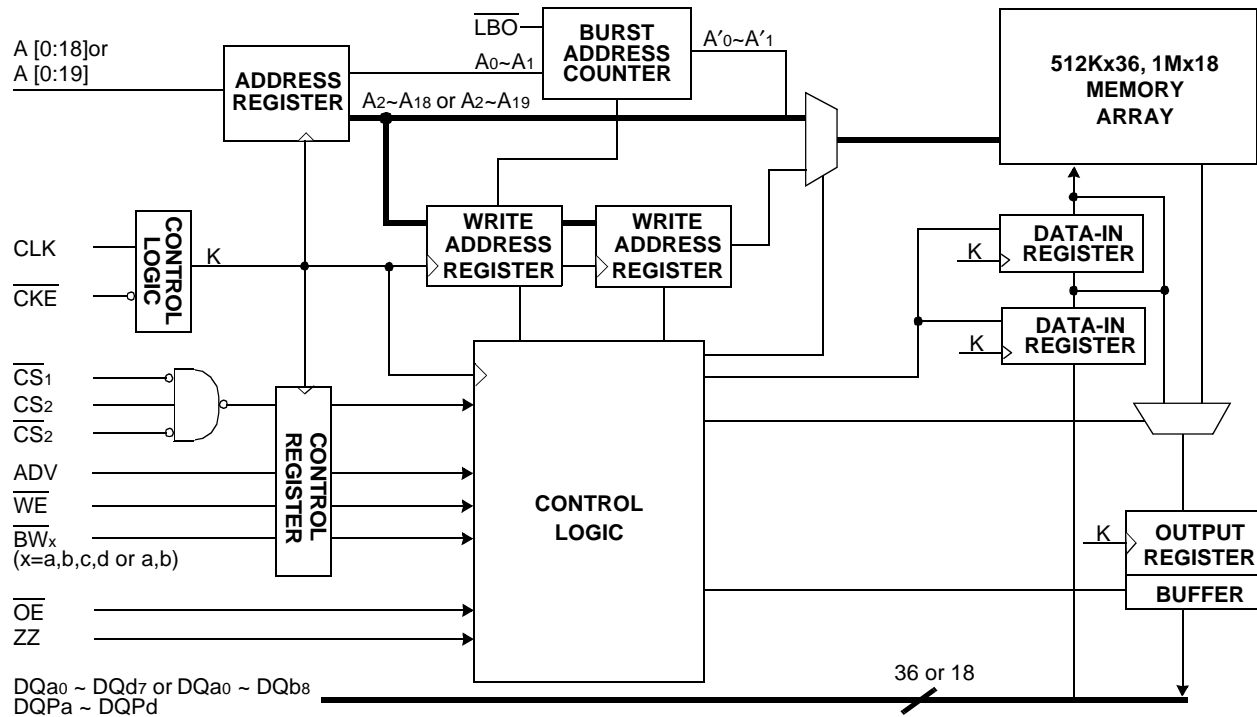 LBO
BURST
ADDRESS
COUNTER
A [0:18]or
A [0:19]
ADDRESS
REGISTER
A0~A1
A′0~A′1
A2~A18 or A2~A19
512Kx36, 1Mx18
MEMORY
ARRAY
CLK
CKE
CONTROL
LOGIC
K
WRITE
ADDRESS
REGISTER
WRITE
ADDRESS
REGISTER
DATA-IN
REGISTER
K
DATA-IN
REGISTER
K
CS1
CS2
CS2
ADV
WE
BWx
(x=a,b,c,d or a,b)
CONTROL
REGISTER
CONTROL
LOGIC
K
OUTPUT
REGISTER
BUFFER
OE
ZZ
DQa0 ~ DQd7 or DQa0 ~ DQb8
DQPa ~ DQPd
36 or 18